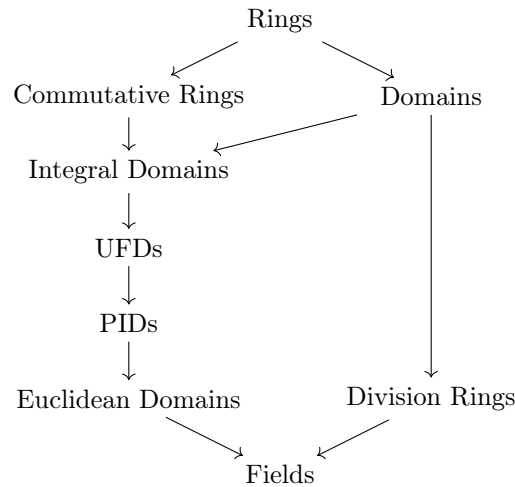 Rings
Commutative Rings
Domains
Integral Domains
UFDs
PIDs
Euclidean Domains
Division Rings
Fields